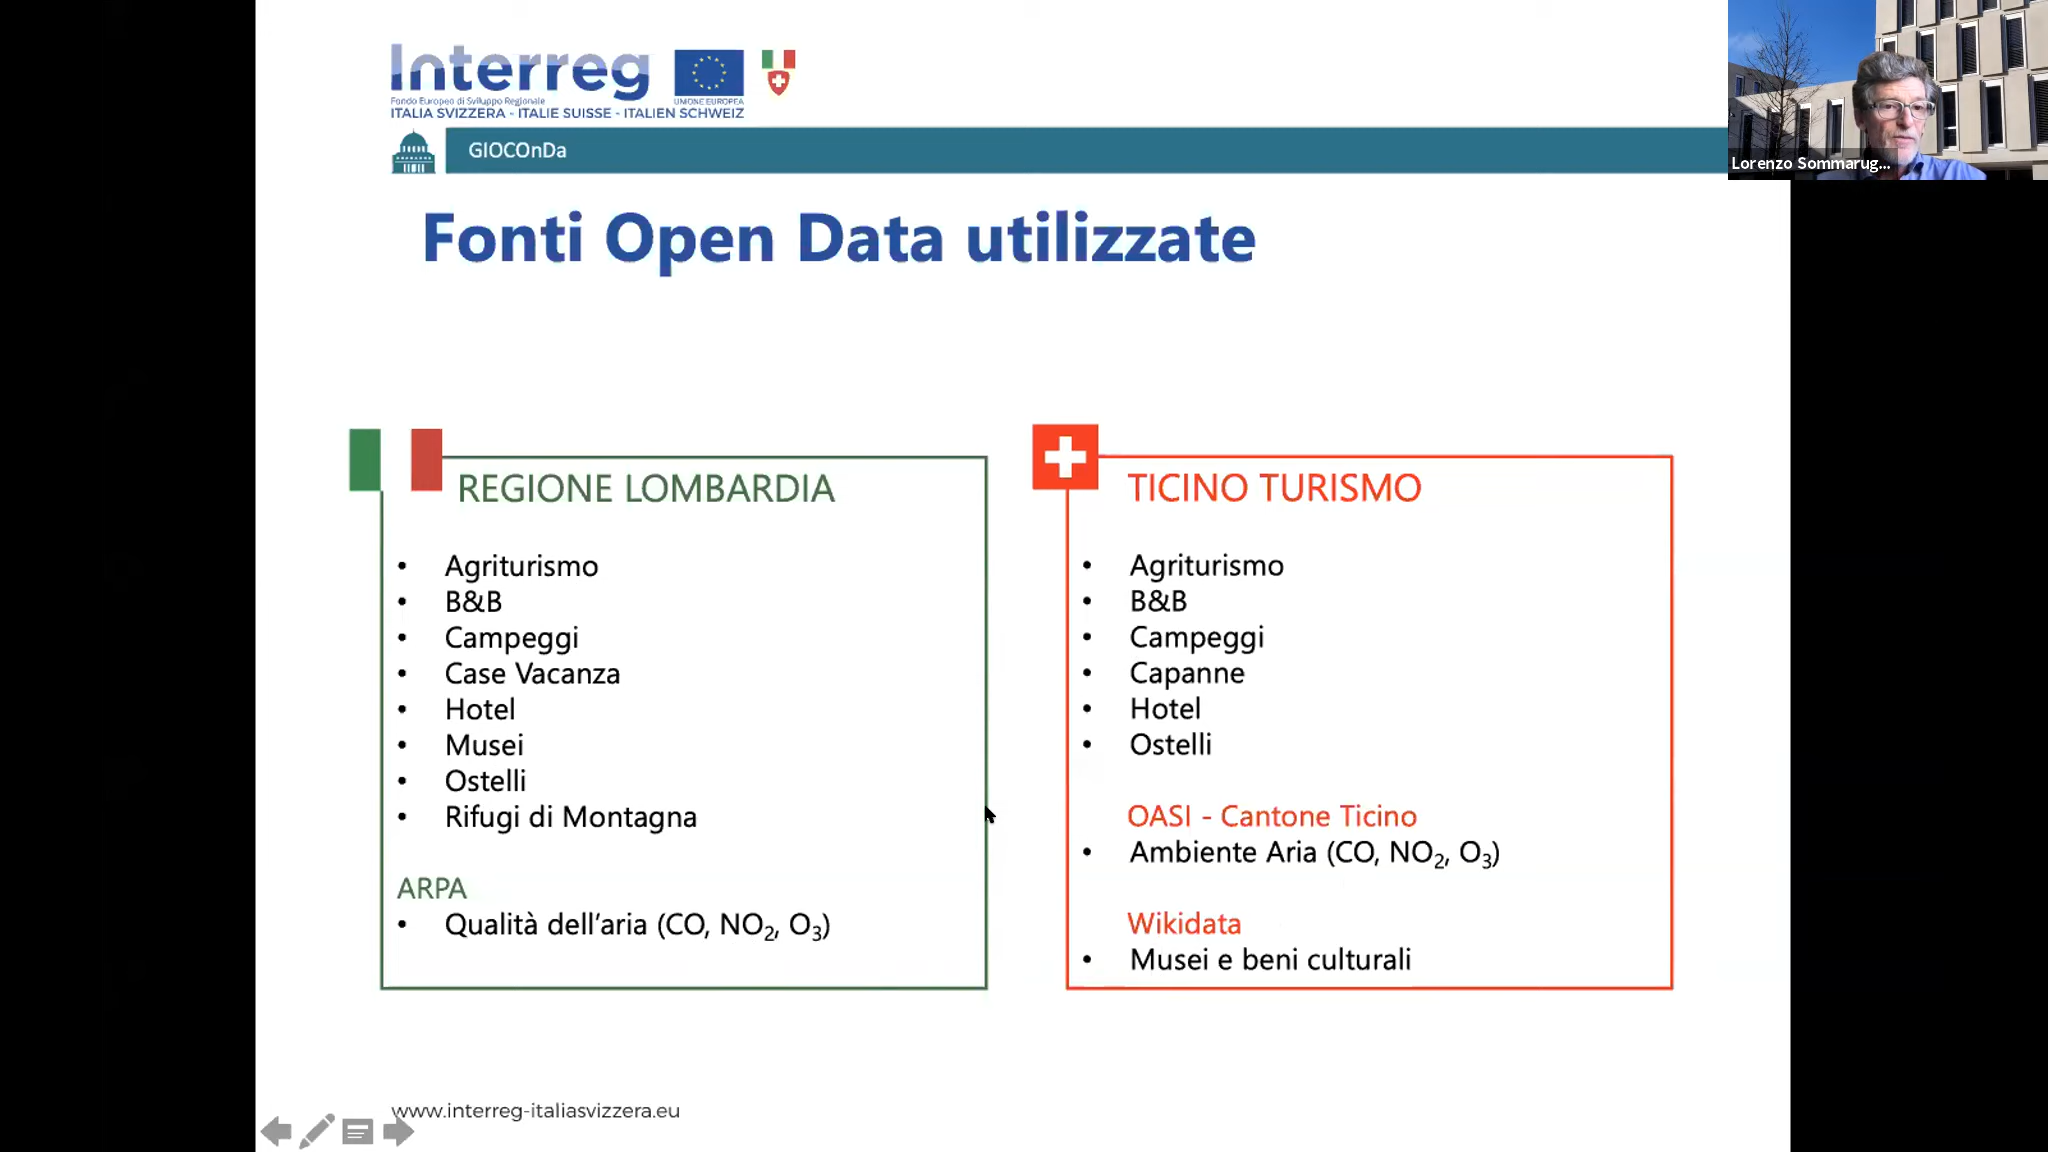 Interreg
Fondo Europeo di Sviluppo Regionale
UNIONE EUROPEA
ITALIA SVIZZERA - ITALIE SUISSE - ITALIEN SCHWEIZ
GIOCOnDa
Lorenzo Sommarug...
Fonti Open Data utilizzate
REGIONE LOMBARDIA
• Agriturismo
• B&B
• Campeggi
• Case Vacanza
• Hotel
• Musei
• Ostelli
• Rifugi di Montagna
ARPA
• Qualità dell’aria (CO, NO₂, O₃)
TICINO TURISMO
• Agriturismo
• B&B
• Campeggi
• Capanne
• Hotel
• Ostelli
OASI - Cantone Ticino
• Ambiente Aria (CO, NO₂, O₃)
Wikidata
• Musei e beni culturali
www.interreg-italiasvizzera.eu